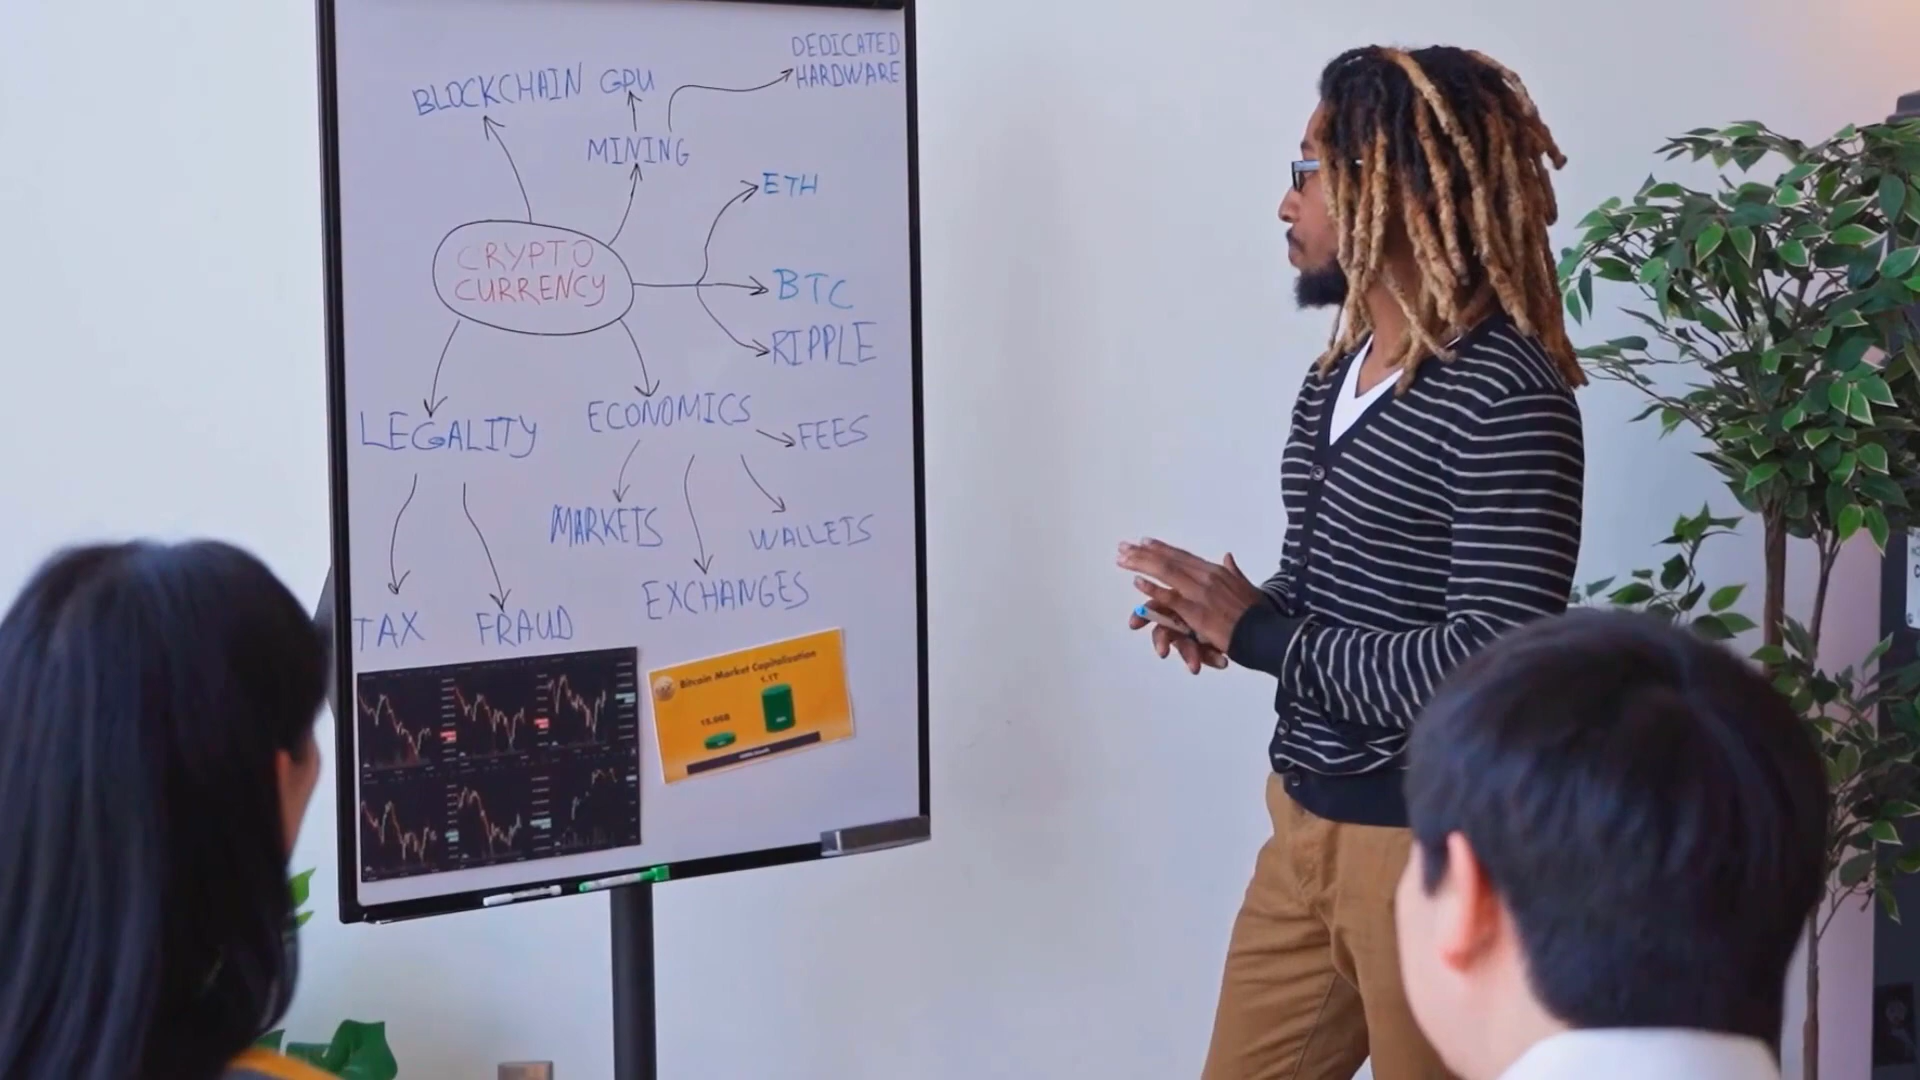 DEDICATED
HARDWARE
BLOCKCHAIN
GPU
MINING
ETH
CRYPTO
CURRENCY
BTC
RIPPLE
LEGALITY
ECONOMICS
FEES
MARKETS
WALLETS
EXCHANGES
TAX
FRAUD
Bitcoin Market Capitalization
1.1T